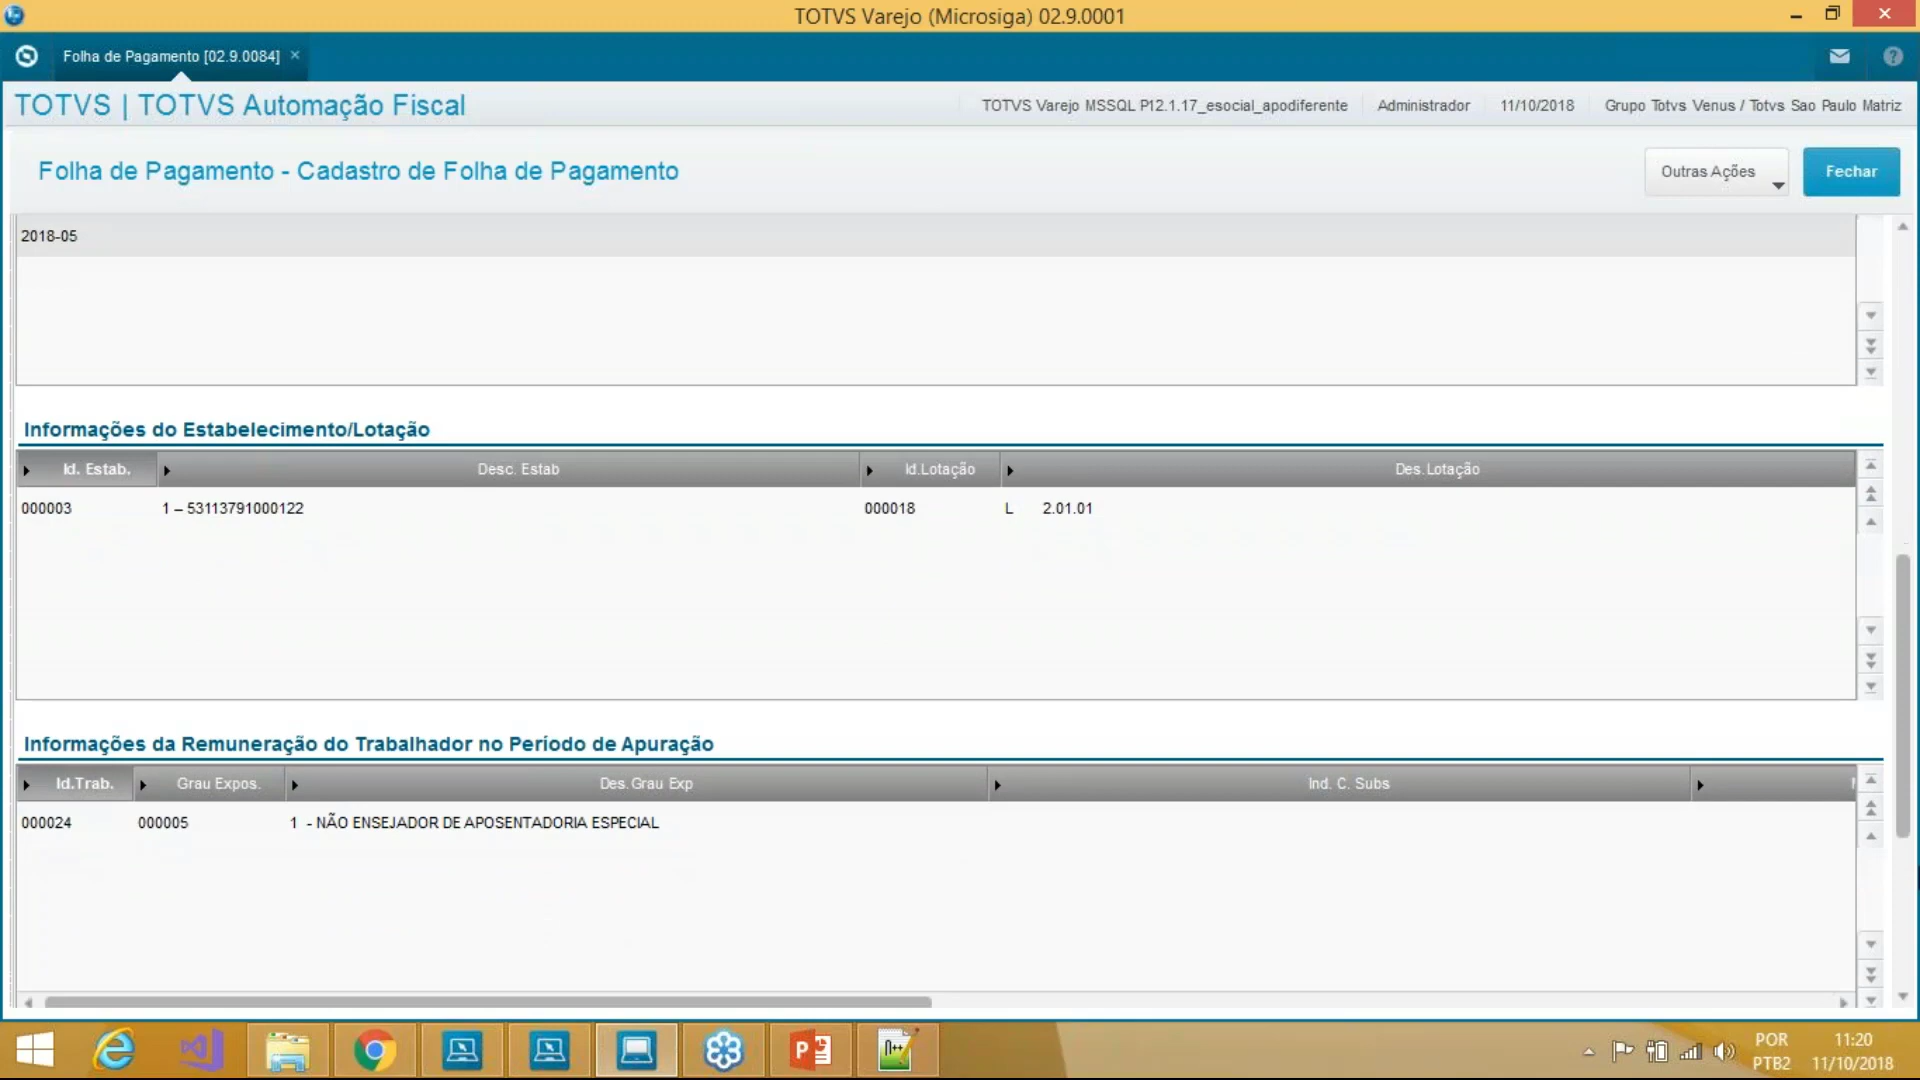 TOTVS Varejo (Microsiga) 02.9.0001
Folha de Pagamento [02.9.0084]
TOTVS | TOTVS Automação Fiscal
TOTVS Varejo MSSQL P12.1.17_esocial_apodiferente
Administrador
11/10/2018
Grupo Totvs Venus / Totvs Sao Paulo Matriz
Folha de Pagamento - Cadastro de Folha de Pagamento
Outras Ações
Fechar
2018-05
Informações do Estabelecimento/Lotação
Id. Estab. Desc. Estab Id.Lotação Des.Lotação
000003 1 – 53113791000122 000018 L 2.01.01
Informações da Remuneração do Trabalhador no Período de Apuração
Id.Trab. Grau Expos. Des.Grau Exp Ind. C. Subs
000024 000005 1 - NÃO ENSEJADOR DE APOSENTADORIA ESPECIAL
POR 11:20
PTB2 11/10/2018